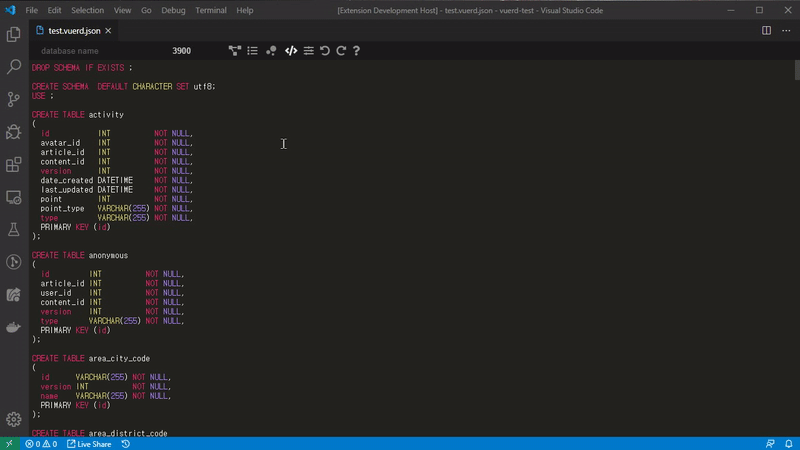 File Edit Selection View Go Debug Terminal Help [Extension Development Host] - test.vuerd.json - vuerd-test - Visual Studio Code
test.vuerd.json
database name 3900
DROP SCHEMA IF EXISTS ;
CREATE SCHEMA  DEFAULT CHARACTER SET utf8;
USE ;
CREATE TABLE activity
(
  id           INT          NOT NULL,
  avatar_id    INT          NOT NULL,
  article_id   INT          NOT NULL,
  content_id   INT          NOT NULL,
  version      INT          NOT NULL,
  date_created DATETIME     NOT NULL,
  last_updated DATETIME     NOT NULL,
  point        INT          NOT NULL,
  point_type   VARCHAR(255) NOT NULL,
  type         VARCHAR(255) NOT NULL,
  PRIMARY KEY (id)
);
CREATE TABLE anonymous
(
  id         INT          NOT NULL,
  article_id INT          NOT NULL,
  user_id    INT          NOT NULL,
  content_id INT          NOT NULL,
  version    INT          NOT NULL,
  type       VARCHAR(255) NOT NULL,
  PRIMARY KEY (id)
);
CREATE TABLE area_city_code
(
  id      VARCHAR(255) NOT NULL,
  version INT          NOT NULL,
  name    VARCHAR(255) NOT NULL,
  PRIMARY KEY (id)
);
CREATE TABLE area_district_code
0 0 Live Share